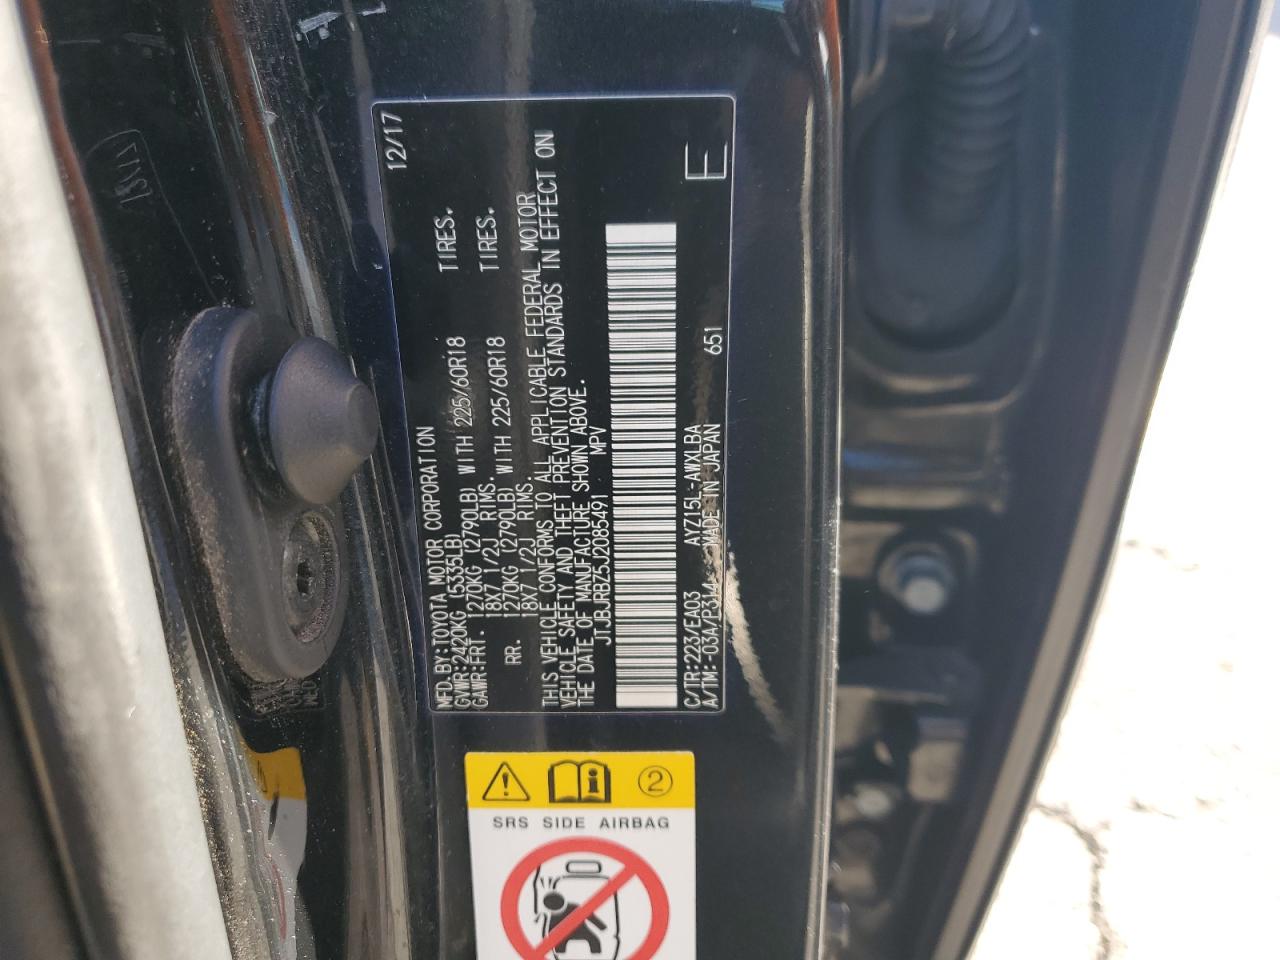 12/17
MFD.BY:TOYOTA MOTOR CORPORATION
GVWR:2420KG (5335LB)
GAWR:FRT. 1270KG (2790LB) WITH 225/60R18 TIRES.
18X7 1/2J RIMS.
RR. 1270KG (2790LB) WITH 225/60R18 TIRES.
18X7 1/2J RIMS.
THIS VEHICLE CONFORMS TO ALL APPLICABLE FEDERAL MOTOR
VEHICLE SAFETY AND THEFT PREVENTION STANDARDS IN EFFECT ON
THE DATE OF MANUFACTURE SHOWN ABOVE.
JTJBJRBZ5J2085491 MPV
C/TR:223/EA03 AYZ15L-AWXLBA
A/TM:-03A/P314 MADE IN JAPAN 651
E
2
SRS SIDE AIRBAG